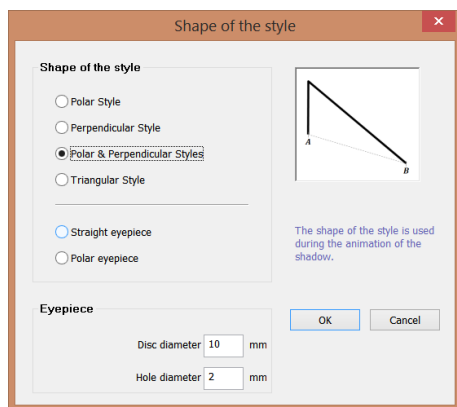 Shape of the style
Shape of the style
Polar Style
Perpendicular Style
Polar & Perpendicular Styles
Triangular Style
Straight eyepiece
Polar eyepiece
A
B
The shape of the style is used
during the animation of the
shadow.
Eyepiece
Disc diameter 10 mm
Hole diameter 2 mm
OK
Cancel